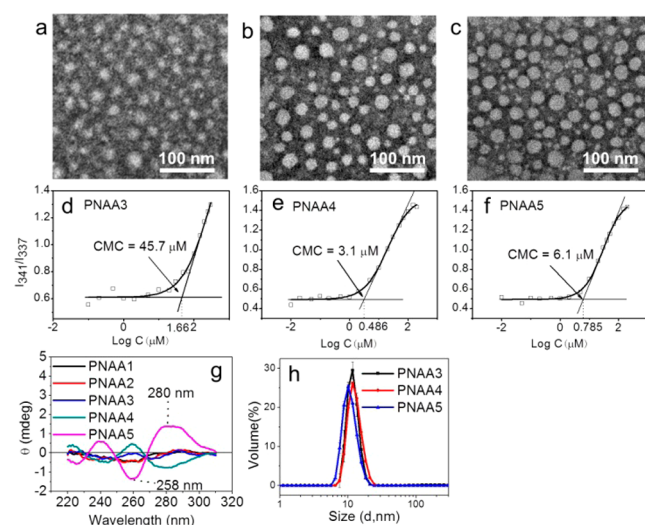 a
b
c
100 nm
100 nm
100 nm
d
PNAA3
CMC = 45.7 μM
I341/I337
1.4
1.2
1.0
0.8
0.6
-2
0
1.662
Log C (μM)
e
PNAA4
CMC = 3.1 μM
1.6
1.4
1.2
1.0
0.8
0.6
0.4
-2
0.486
2
Log C (μM)
f
PNAA5
CMC = 6.1 μM
1.6
1.4
1.2
1.0
0.8
0.6
0.4
-2
0
0.785
2
Log C (μM)
g
PNAA1
PNAA2
PNAA3
PNAA4
PNAA5
280 nm
258 nm
θ (mdeg)
5
4
3
2
1
0
-1
-2
220
240
260
280
300
320
Wavelength (nm)
h
PNAA3
PNAA4
PNAA5
Volume(%)
30
20
10
0
1
10
100
Size (d,nm)